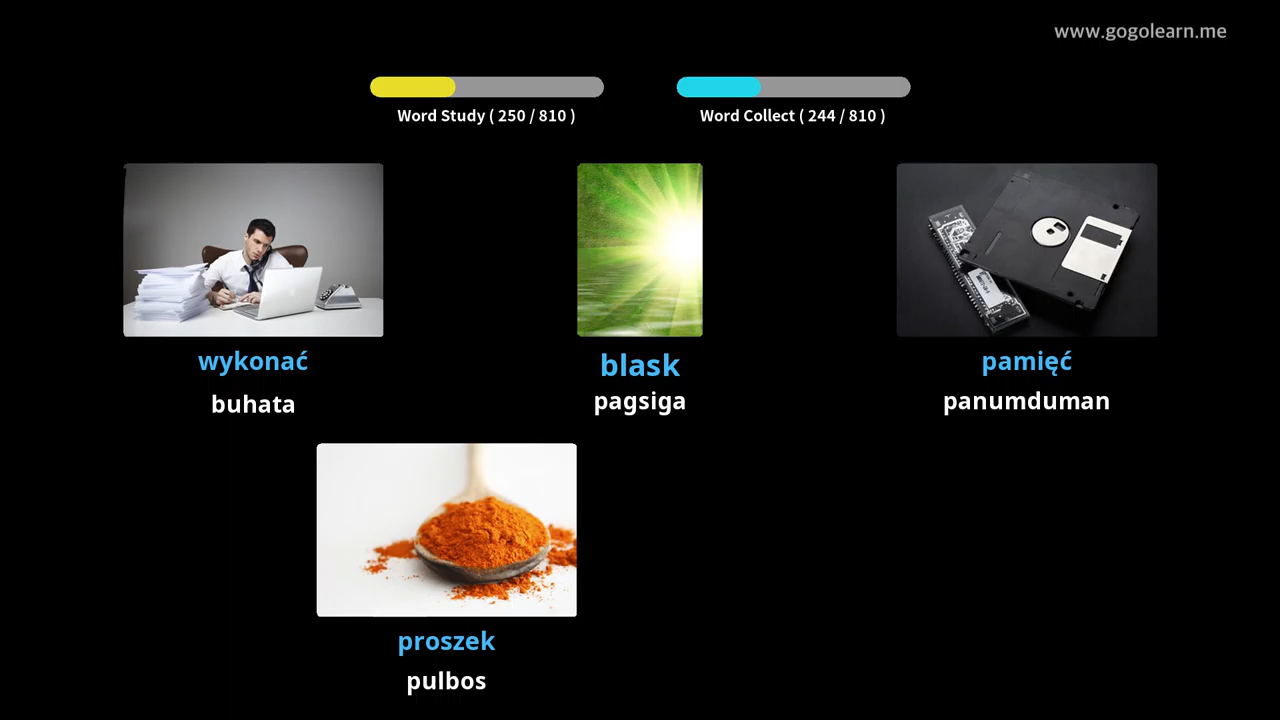 www.gogolearn.me
Word Study ( 250 / 810 )
Word Collect ( 244 / 810 )
wykonać
buhata
blask
pagsiga
pamięć
panumduman
proszek
pulbos